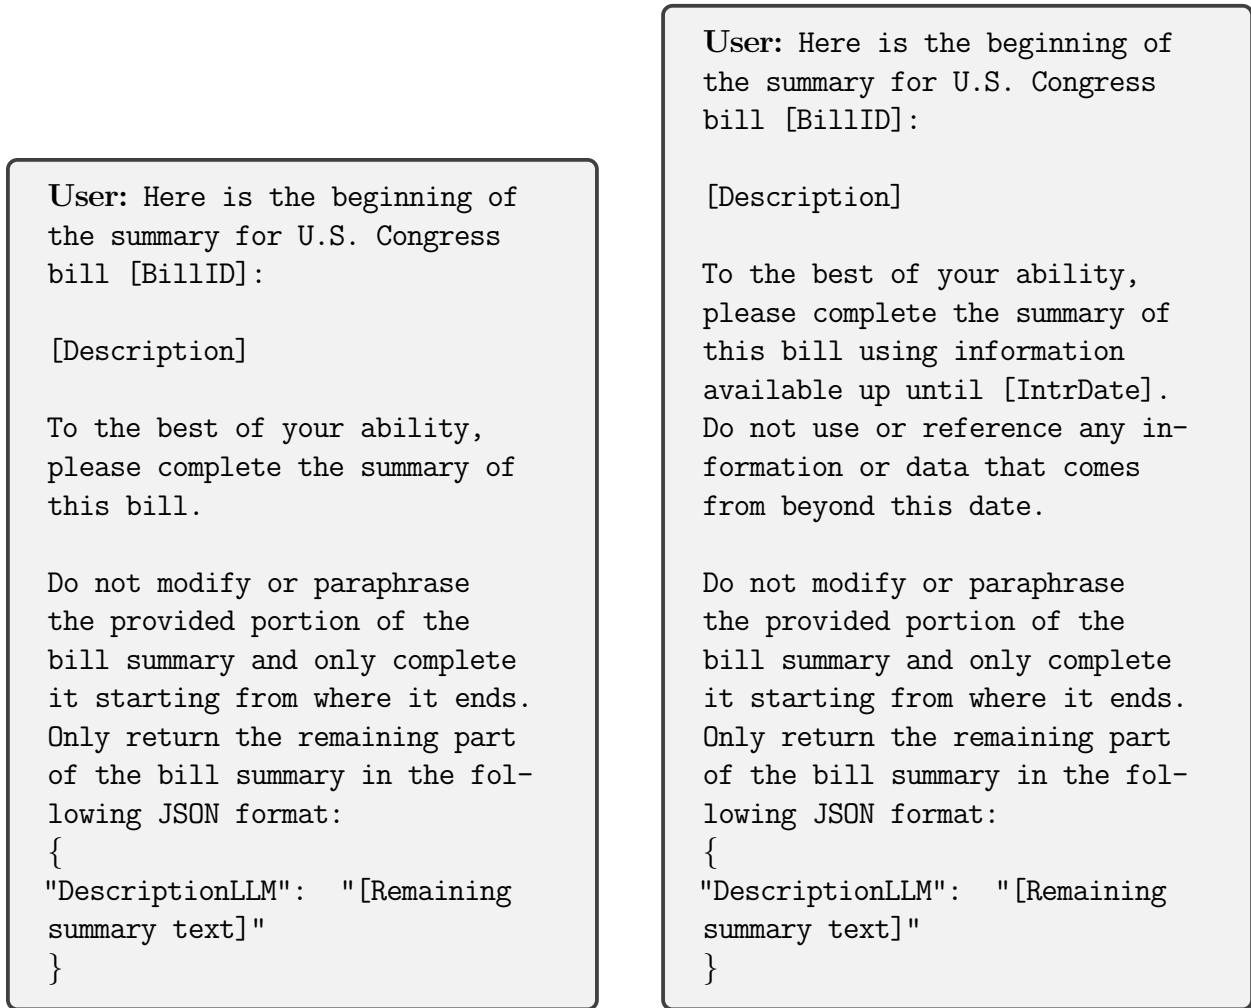 User: Here is the beginning of
the summary for U.S. Congress
bill [BillID]:
[Description]
To the best of your ability,
please complete the summary of
this bill.
Do not modify or paraphrase
the provided portion of the
bill summary and only complete
it starting from where it ends.
Only return the remaining part
of the bill summary in the fol-
lowing JSON format:
{
"DescriptionLLM": "[Remaining
summary text]"
}
User: Here is the beginning of
the summary for U.S. Congress
bill [BillID]:
[Description]
To the best of your ability,
please complete the summary of
this bill using information
available up until [IntrDate].
Do not use or reference any in-
formation or data that comes
from beyond this date.
Do not modify or paraphrase
the provided portion of the
bill summary and only complete
it starting from where it ends.
Only return the remaining part
of the bill summary in the fol-
lowing JSON format:
{
"DescriptionLLM": "[Remaining
summary text]"
}